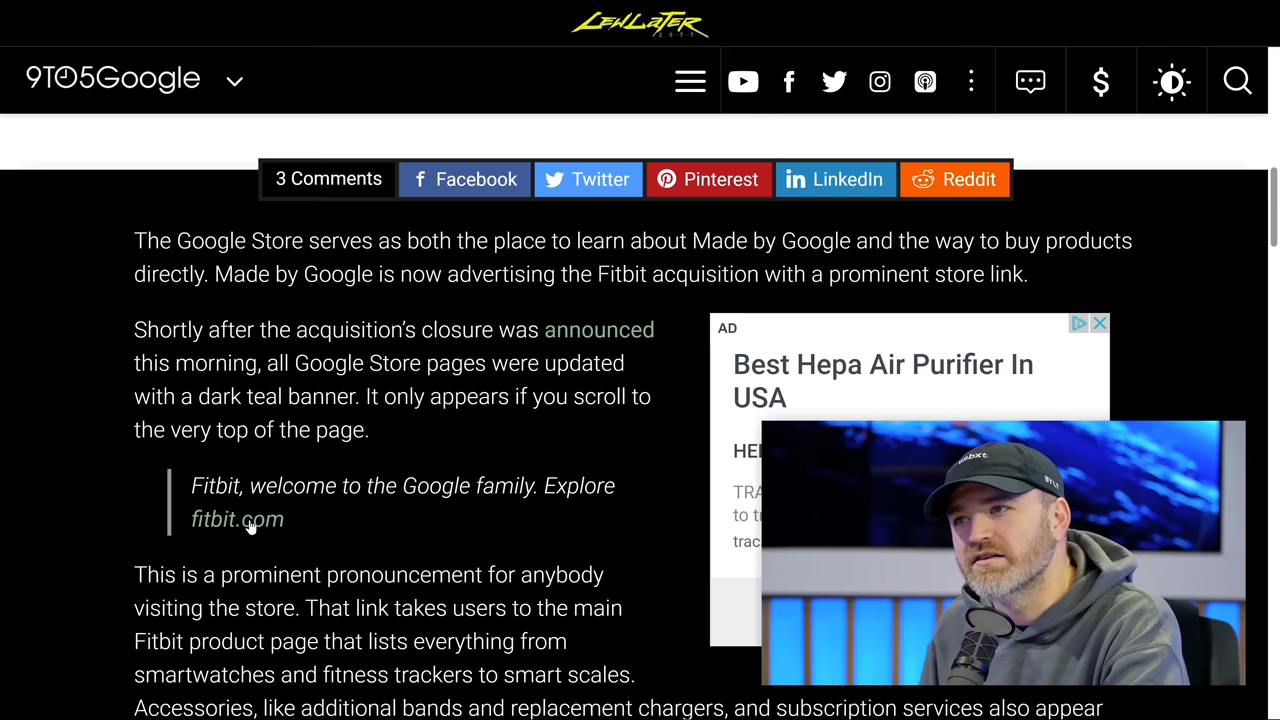 LEWLATER
2077
9TO5Google
3 Comments
Facebook
Twitter
Pinterest
LinkedIn
Reddit
The Google Store serves as both the place to learn about Made by Google and the way to buy products
directly. Made by Google is now advertising the Fitbit acquisition with a prominent store link.
Shortly after the acquisition’s closure was announced
this morning, all Google Store pages were updated
with a dark teal banner. It only appears if you scroll to
the very top of the page.
Fitbit, welcome to the Google family. Explore
fitbit.com
This is a prominent pronouncement for anybody
visiting the store. That link takes users to the main
Fitbit product page that lists everything from
smartwatches and fitness trackers to smart scales.
Accessories, like additional bands and replacement chargers, and subscription services also appear
AD
Best Hepa Air Purifier In
USA
to